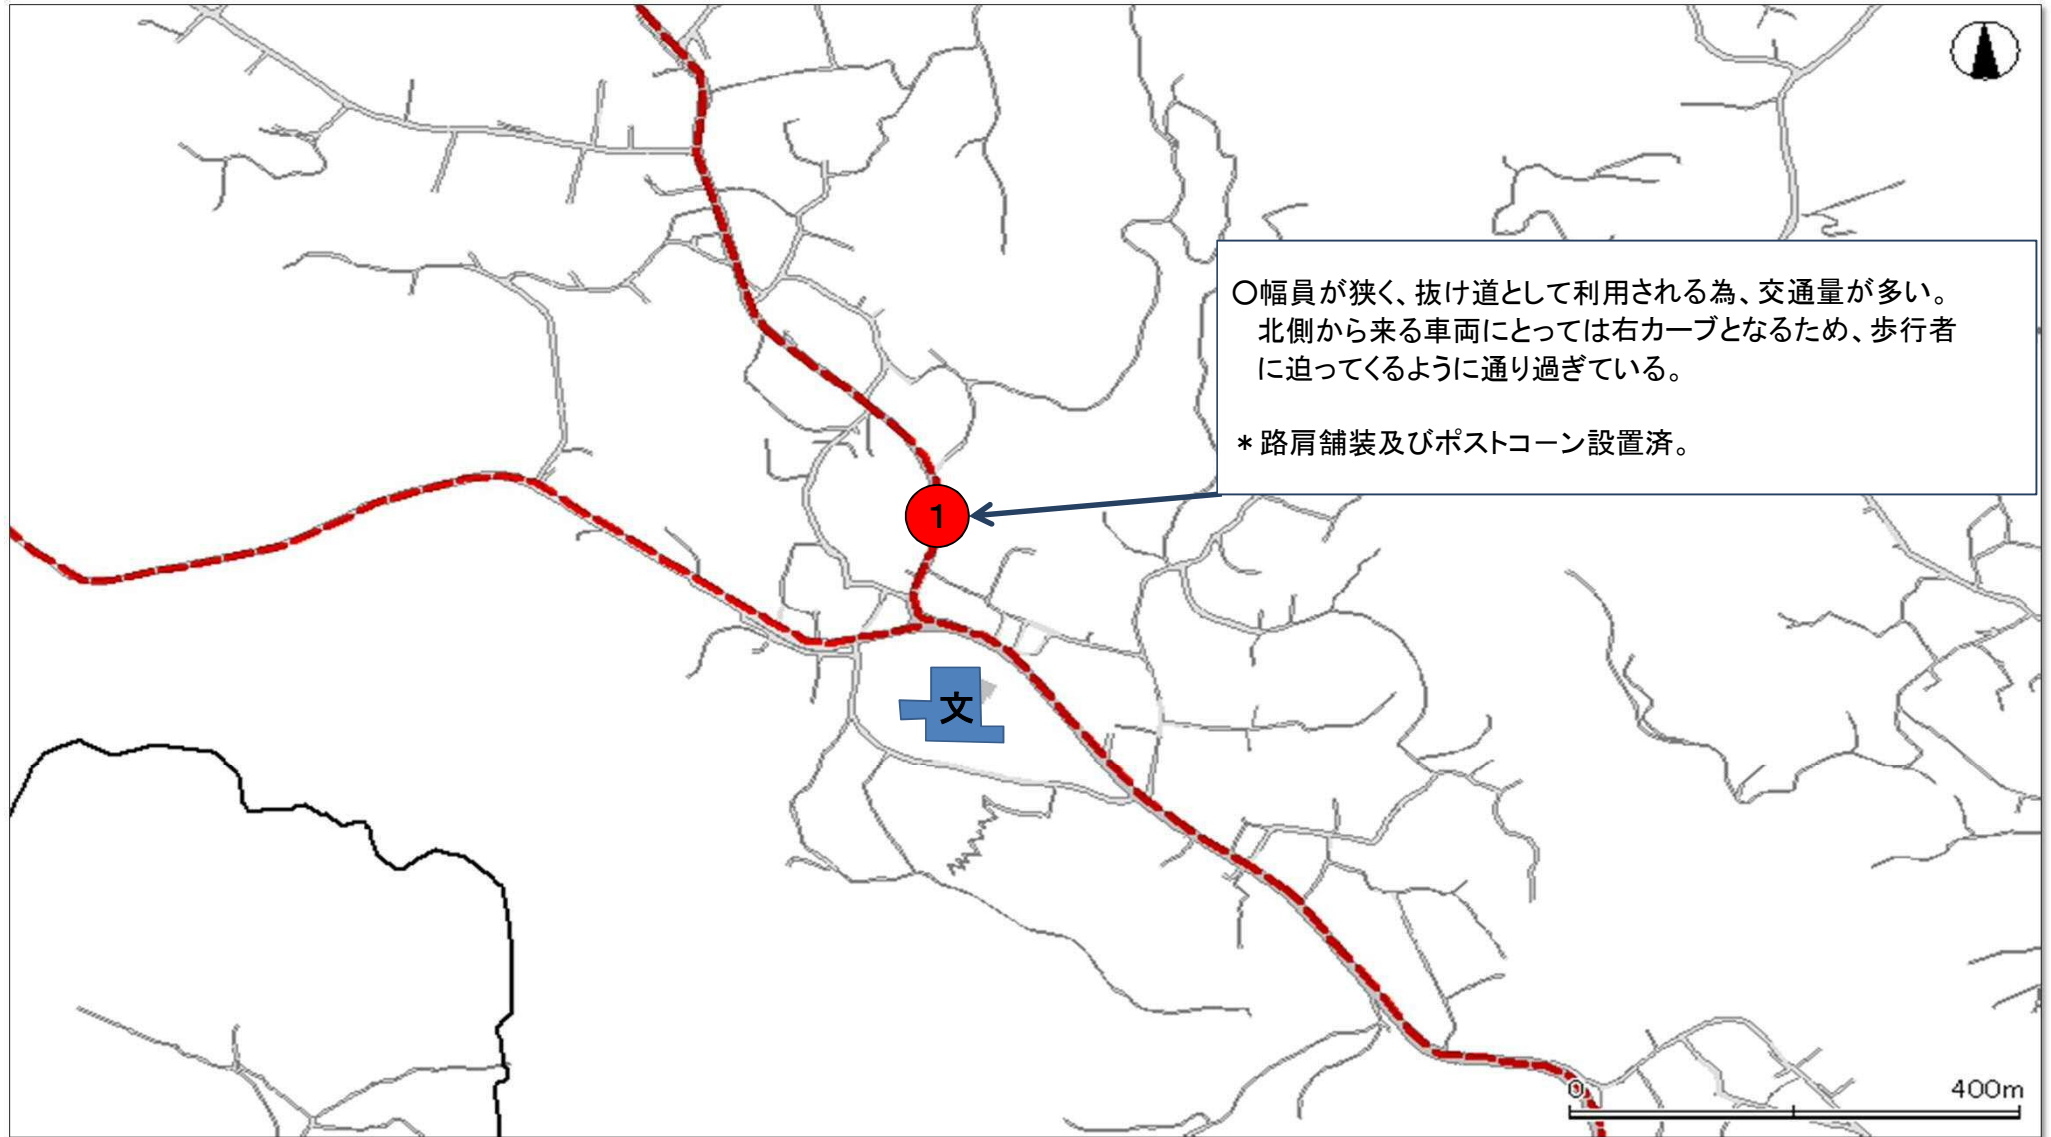 ○幅員が狭く、抜け道として利用される為、交通量が多い。
北側から来る車両にとっては右カーブとなるため、歩行者
に迫ってくるように通り過ぎている。
＊路肩舗装及びポストコーン設置済。
1
文
0
400m